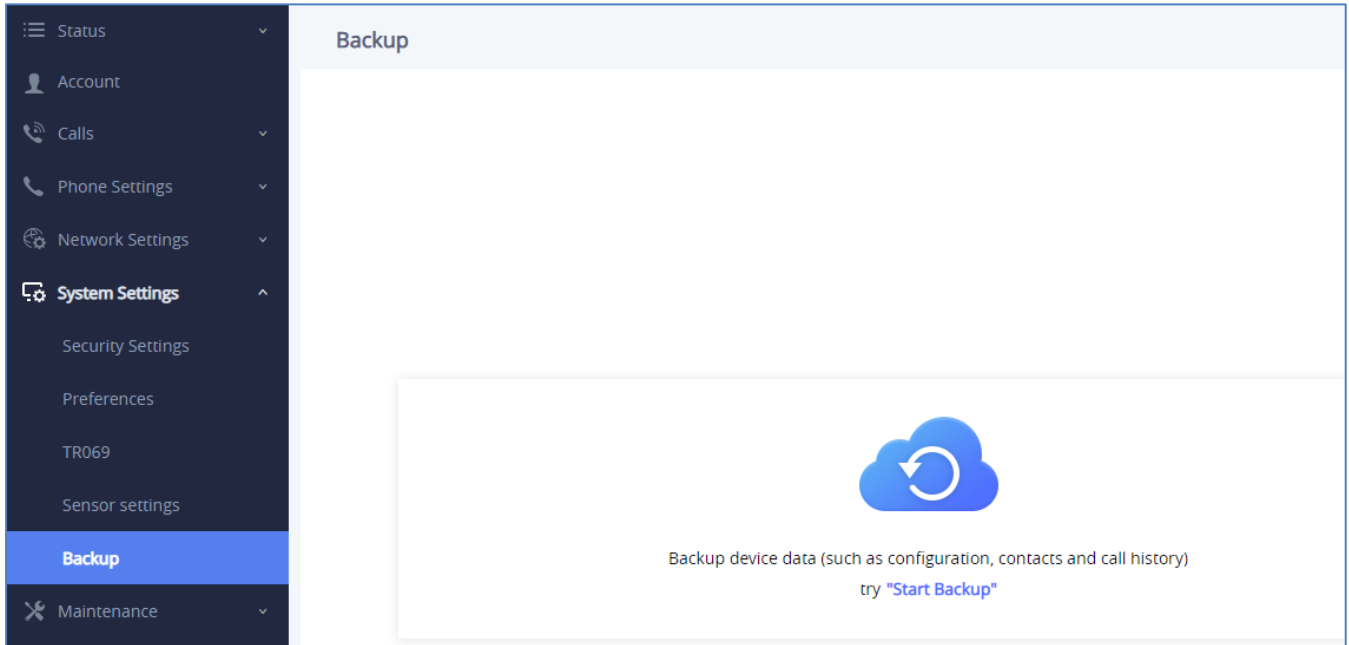 Status
Account
Calls
Phone Settings
Network Settings
System Settings
Security Settings
Preferences
TR069
Sensor settings
Backup
Maintenance
Backup
Backup device data (such as configuration, contacts and call history)
try "Start Backup"